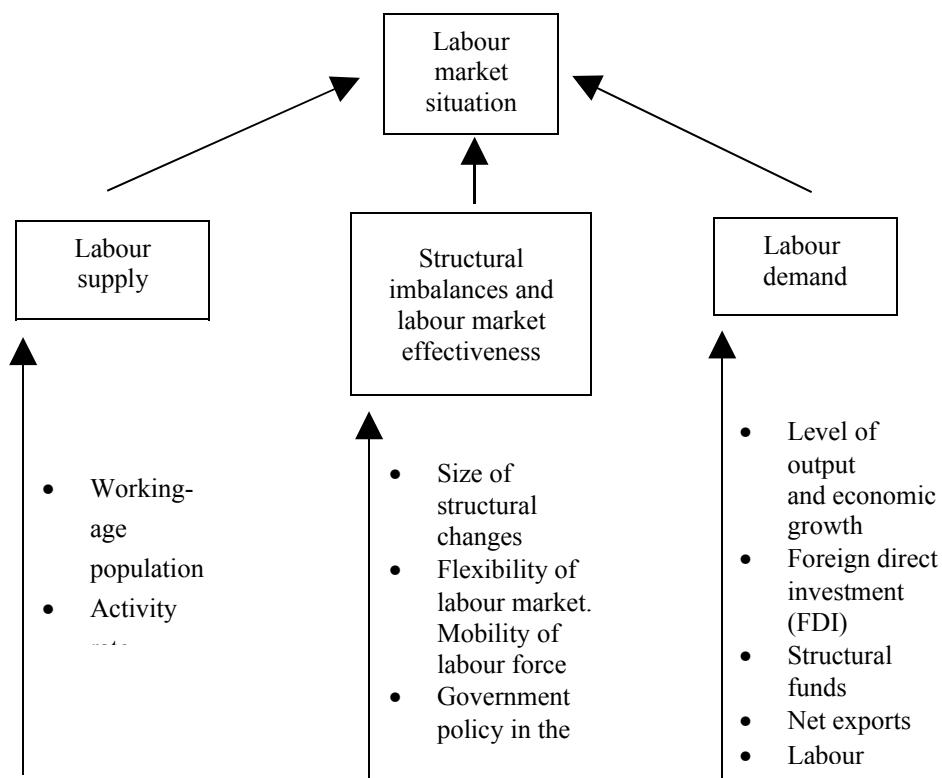 Labour
market
situation
Labour
supply
Structural
imbalances and
labour market
effectiveness
Labour
demand
• Working-
age
population
• Activity
• Size of
structural
changes
• Flexibility of
labour market.
Mobility of
labour force
• Government
policy in the
• Level of
output
and economic
growth
• Foreign direct
investment
(FDI)
• Structural
funds
• Net exports
• Labour